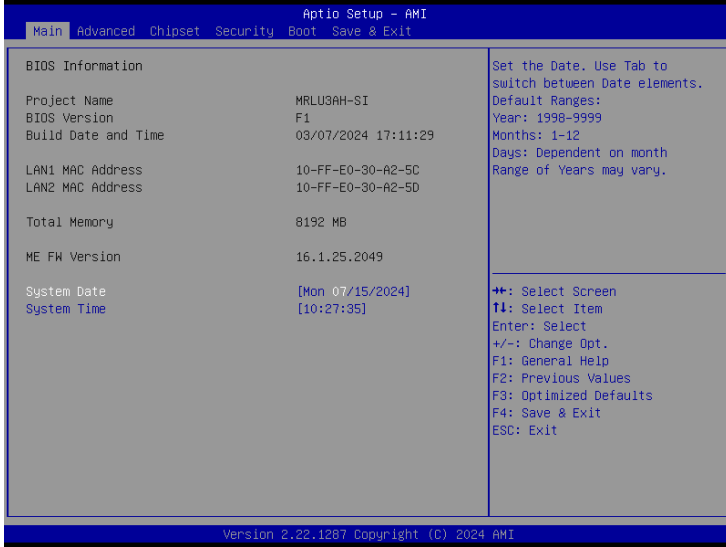 Aptio Setup - AMI
Main Advanced Chipset Security Boot Save & Exit
BIOS Information
Project Name MRLU3AH-SI
BIOS Version F1
Build Date and Time 03/07/2024 17:11:29
LAN1 MAC Address 10-FF-E0-30-A2-5C
LAN2 MAC Address 10-FF-E0-30-A2-5D
Total Memory 8192 MB
ME FW Version 16.1.25.2049
System Date [Mon 07/15/2024]
System Time [10:27:35]
Set the Date. Use Tab to
switch between Date elements.
Default Ranges:
Year: 1998-9999
Months: 1-12
Days: Dependent on month
Range of Years may vary.
→←: Select Screen
↑↓: Select Item
Enter: Select
+/-: Change Opt.
F1: General Help
F2: Previous Values
F3: Optimized Defaults
F4: Save & Exit
ESC: Exit
Version 2.22.1287 Copyright (C) 2024 AMI